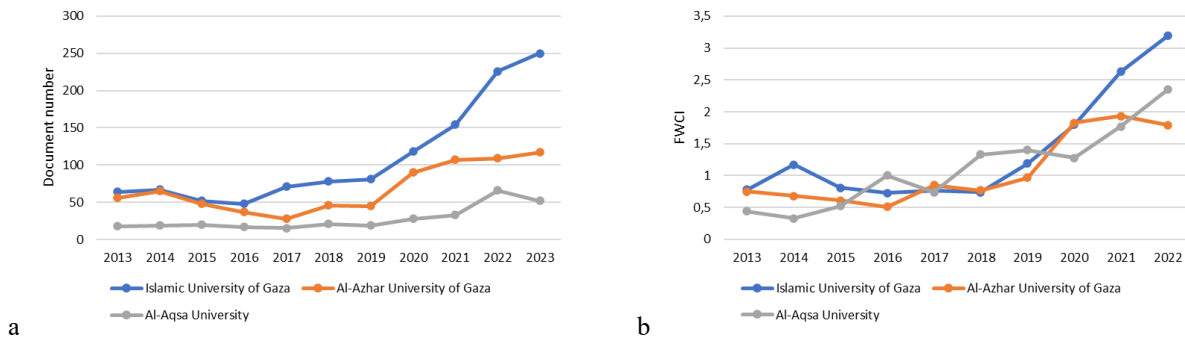 300
250
200
150
100
50
0
Document number
2013 2014 2015 2016 2017 2018 2019 2020 2021 2022 2023
Islamic University of Gaza Al-Azhar University of Gaza
Al-Aqsa University
a
3,5
3
2,5
2
1,5
1
0,5
0
FWCI
2013 2014 2015 2016 2017 2018 2019 2020 2021 2022
Islamic University of Gaza Al-Azhar University of Gaza
Al-Aqsa University
b